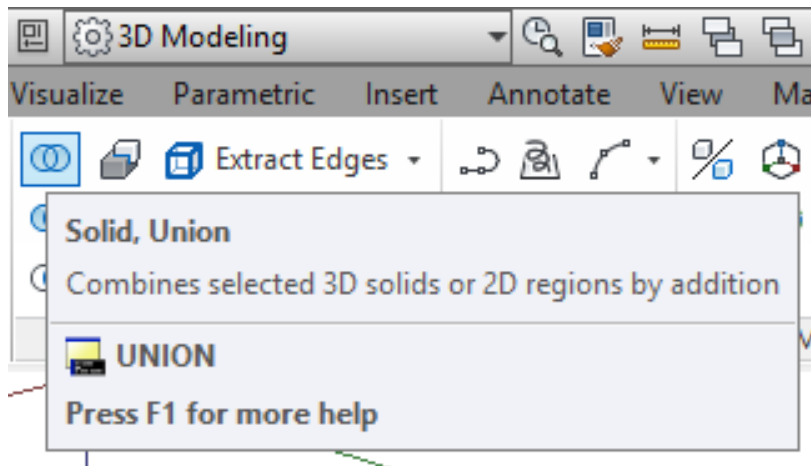 3D Modeling
Visualize Parametric Insert Annotate View Ma
Extract Edges
Solid, Union
Combines selected 3D solids or 2D regions by addition
UNION
Press F1 for more help